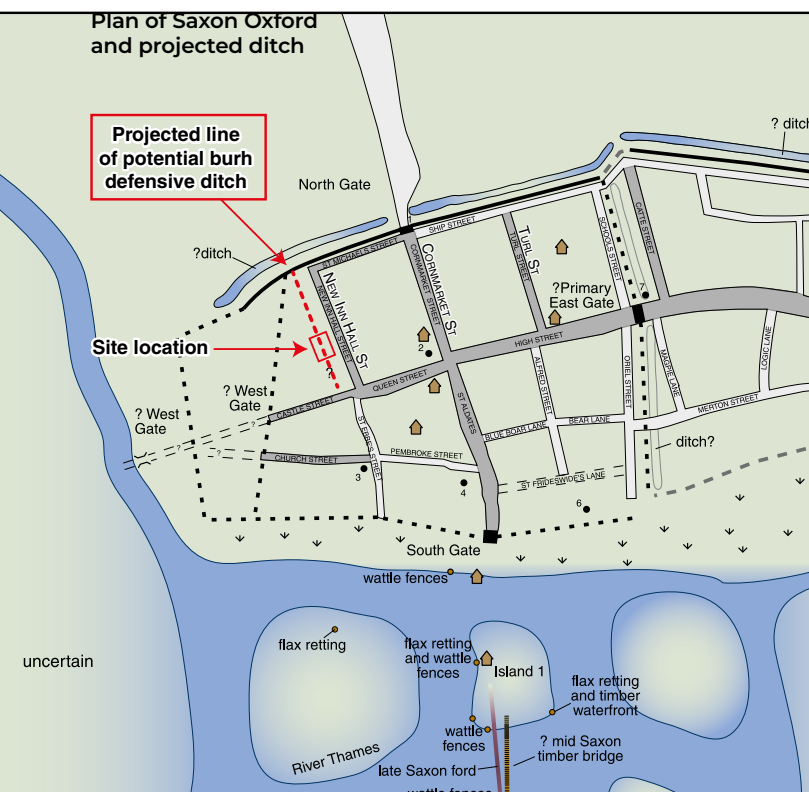 Plan of Saxon Oxford
and projected ditch
? ditch
Projected line
of potential burh
defensive ditch
North Gate
SHIP STREET
CATTE STREET
SCHOOLS STREET
TURL ST
TURL STREET
?ditch
ST MICHAELS STREET
CORNMARKET ST
CORNMARKET STREET
NEW INN HALL ST
NEW INN HALL STREET
?Primary
East Gate
7
HIGH STREET
Site location
2
?
LOGIC LANE
MAGPIE LANE
ORIEL STREET
ALFRED STREET
QUEEN STREET
? West
Gate
? West
Gate
CASTLE STREET
MERTON STREET
ST ALDATES
ST EBBE'S STREET
BLUE BOAR LANE
BEAR LANE
?
?
?
ditch?
PEMBROKE STREET
CHURCH STREET
3
4
ST FRIDESWIDE'S LANE
6
South Gate
wattle fences
flax retting
flax retting
and wattle
fences
Island 1
uncertain
flax retting
and timber
waterfront
wattle
fences
? mid Saxon
timber bridge
River Thames
late Saxon ford
wattle fences